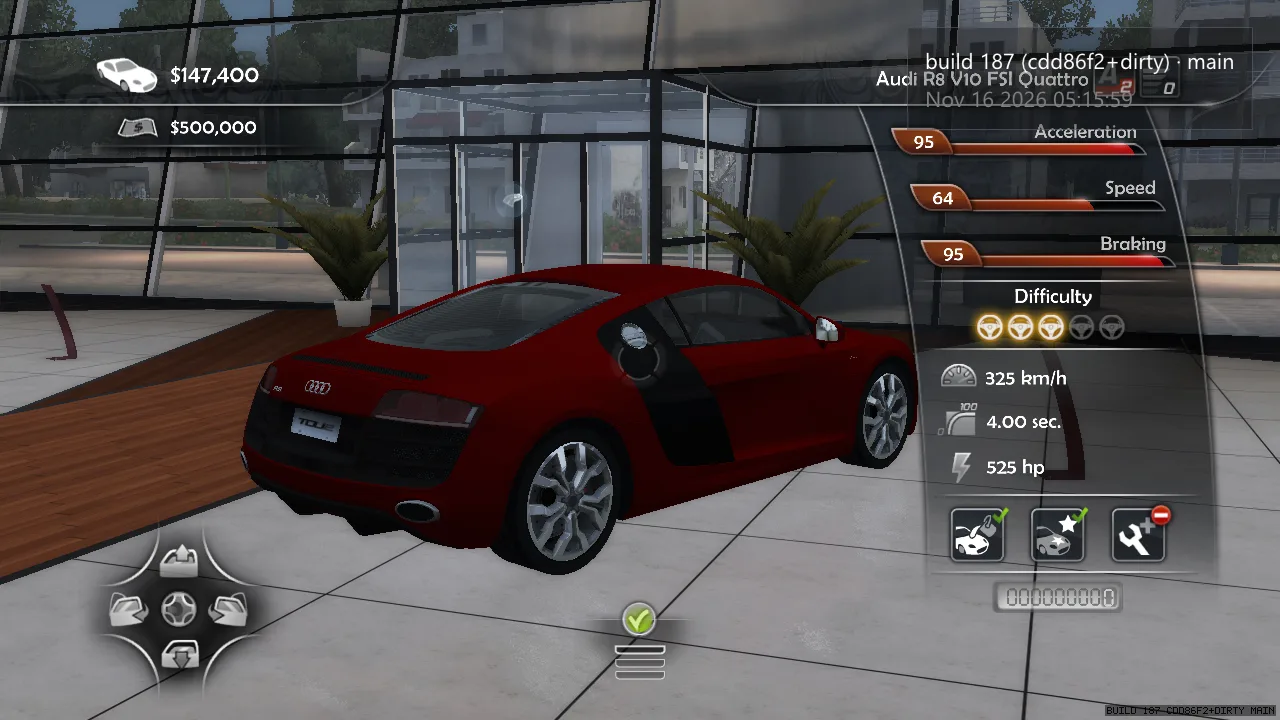 $147,400
$500,000
build 187 (cdd86f2+dirty) · main
Audi R8 V10 FSI Quattro
A 2
0
Nov 16 2026 05:15:59
Acceleration
95
Speed
64
Braking
95
Difficulty
325 km/h
100
0
4.00 sec.
525 hp
R8
000000000
BUILD 187 CDD86F2+DIRTY MAIN